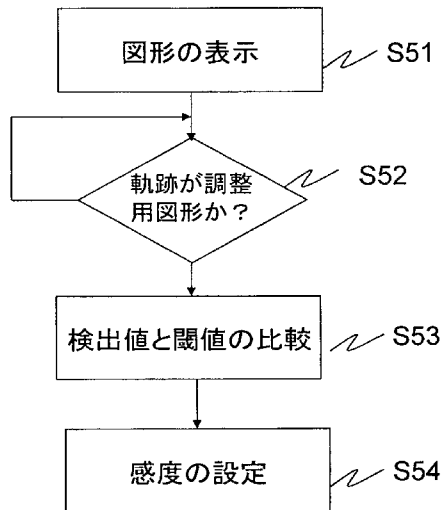 図形の表示
S51
軌跡が調整
用図形か？
S52
検出値と閾値の比較
S53
感度の設定
S54